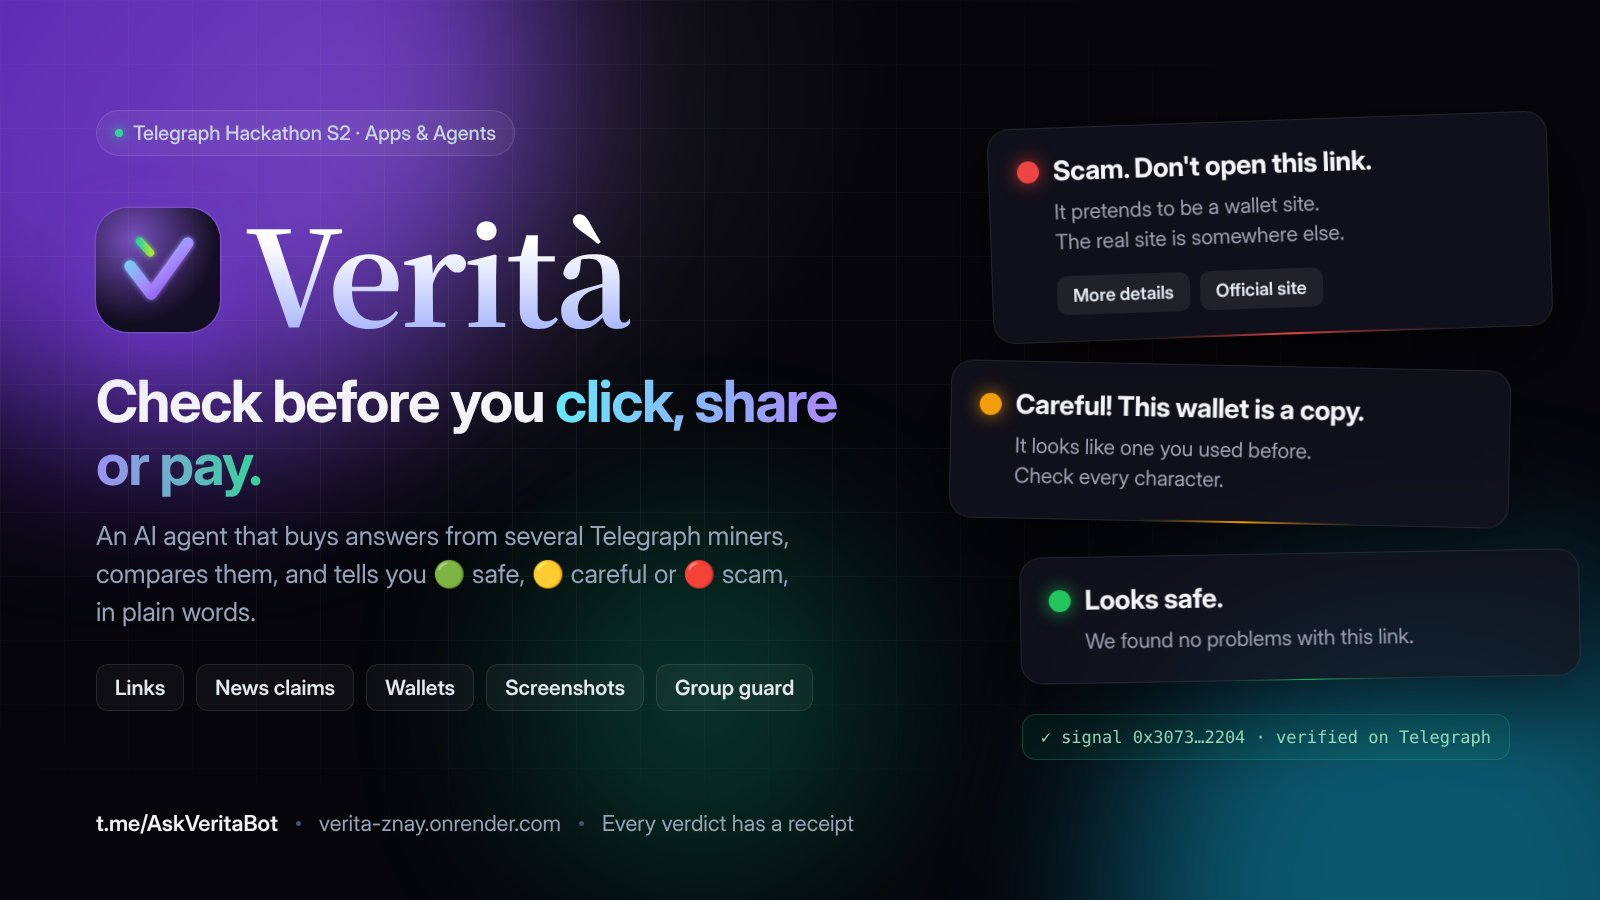 Telegraph Hackathon S2 · Apps & Agents
Verità
Check before you click, share
or pay.
An AI agent that buys answers from several Telegraph miners,
compares them, and tells you 🟢 safe, 🟡 careful or 🔴 scam,
in plain words.
Links
News claims
Wallets
Screenshots
Group guard
t.me/AskVeritaBot • verita-znay.onrender.com • Every verdict has a receipt
Scam. Don't open this link.
It pretends to be a wallet site.
The real site is somewhere else.
More details
Official site
Careful! This wallet is a copy.
It looks like one you used before.
Check every character.
Looks safe.
We found no problems with this link.
✓ signal 0x3073…2204 · verified on Telegraph